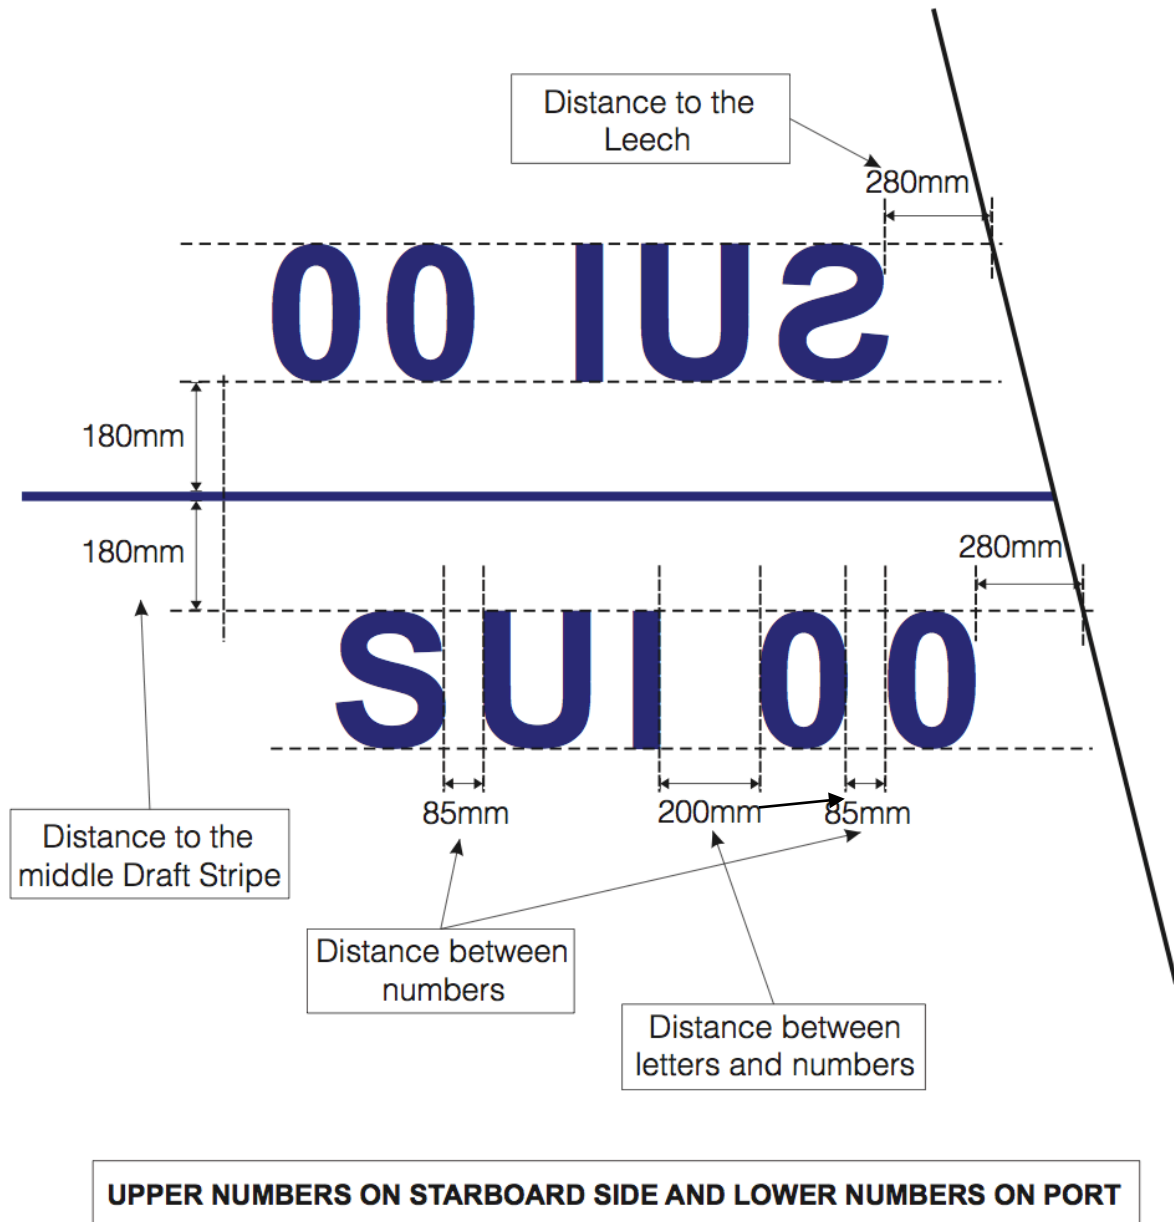 Distance to the
Leech
280mm
00 IUS
180mm
180mm
280mm
SUI 00
85mm
200mm
85mm
Distance to the
middle Draft Stripe
Distance between
numbers
Distance between
letters and numbers
UPPER NUMBERS ON STARBOARD SIDE AND LOWER NUMBERS ON PORT